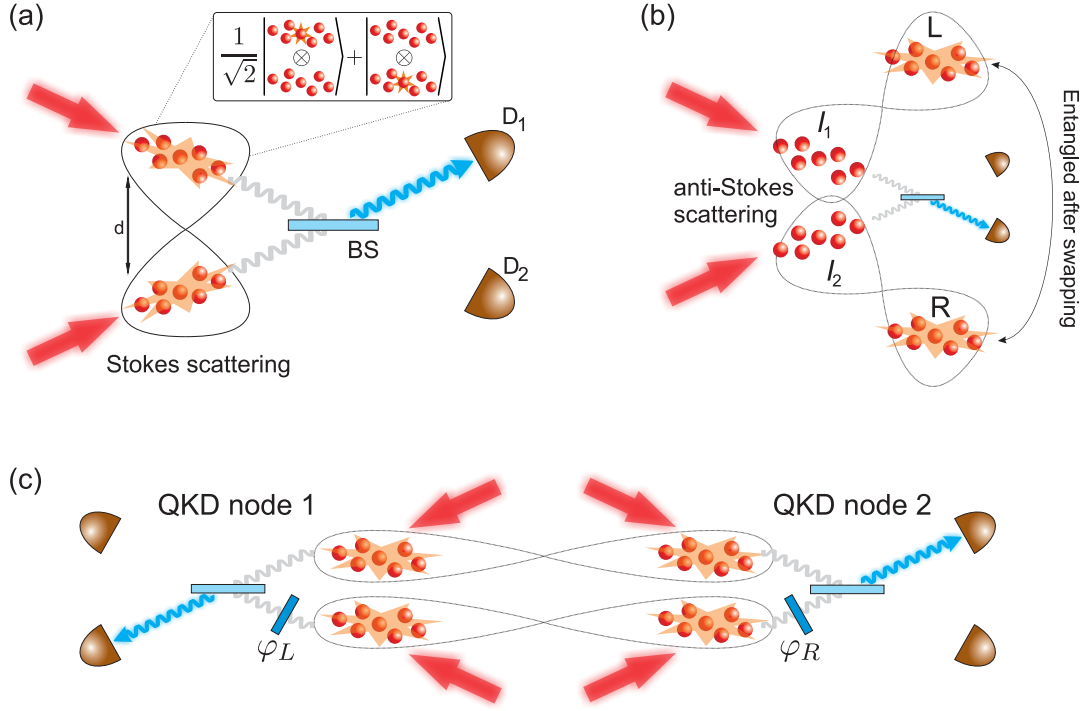 (a)
1
√2
⊗
+
⊗
D1
d
BS
D2
Stokes scattering
(b)
L
I1
anti-Stokes
scattering
I2
R
Entangled after swapping
(c)
QKD node 1
QKD node 2
φL
φR